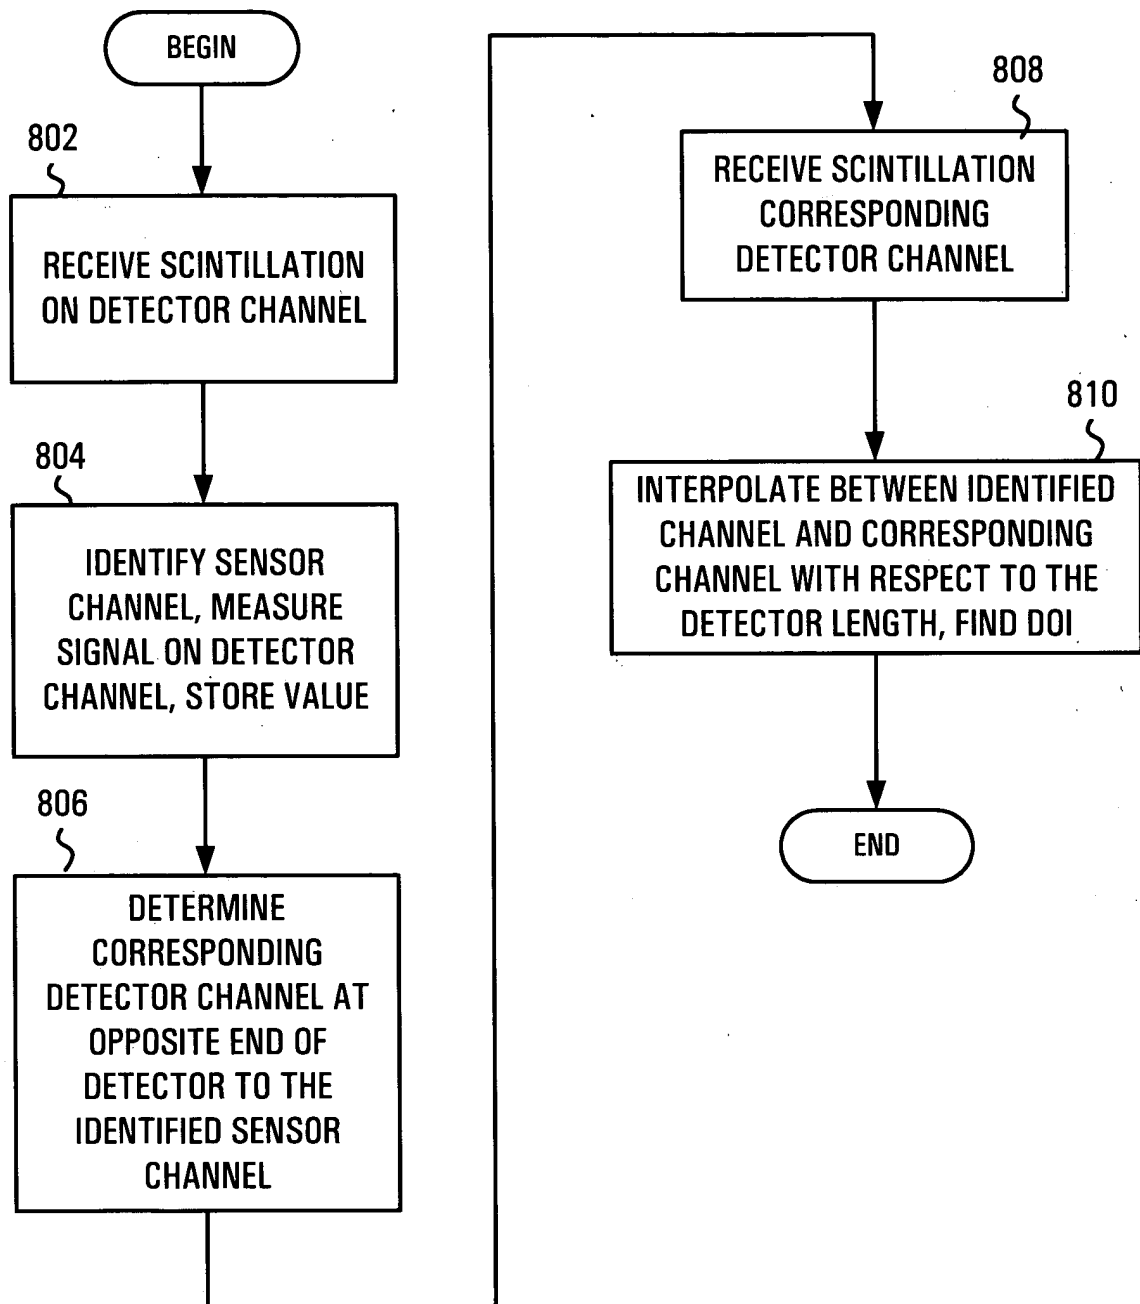 BEGIN
802
RECEIVE SCINTILLATION
ON DETECTOR CHANNEL
804
IDENTIFY SENSOR
CHANNEL, MEASURE
SIGNAL ON DETECTOR
CHANNEL, STORE VALUE
806
DETERMINE
CORRESPONDING
DETECTOR CHANNEL AT
OPPOSITE END OF
DETECTOR TO THE
IDENTIFIED SENSOR
CHANNEL
808
RECEIVE SCINTILLATION
CORRESPONDING
DETECTOR CHANNEL
810
INTERPOLATE BETWEEN IDENTIFIED
CHANNEL AND CORRESPONDING
CHANNEL WITH RESPECT TO THE
DETECTOR LENGTH, FIND DOI
END